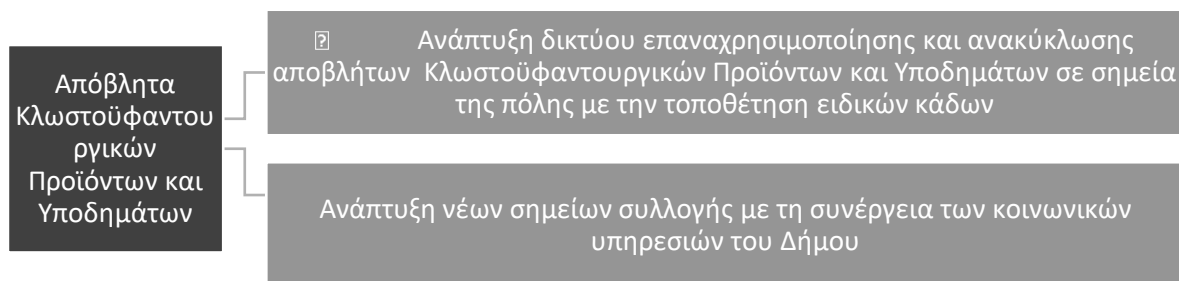 Απόβλητα
Κλωστοϋφαντου
ργικών
Προϊόντων και
Υποδημάτων
Ανάπτυξη δικτύου επαναχρησιμοποίησης και ανακύκλωσης
αποβλήτων Κλωστοϋφαντουργικών Προϊόντων και Υποδημάτων σε σημεία
της πόλης με την τοποθέτηση ειδικών κάδων
Ανάπτυξη νέων σημείων συλλογής με τη συνέργεια των κοινωνικών
υπηρεσιών του Δήμου